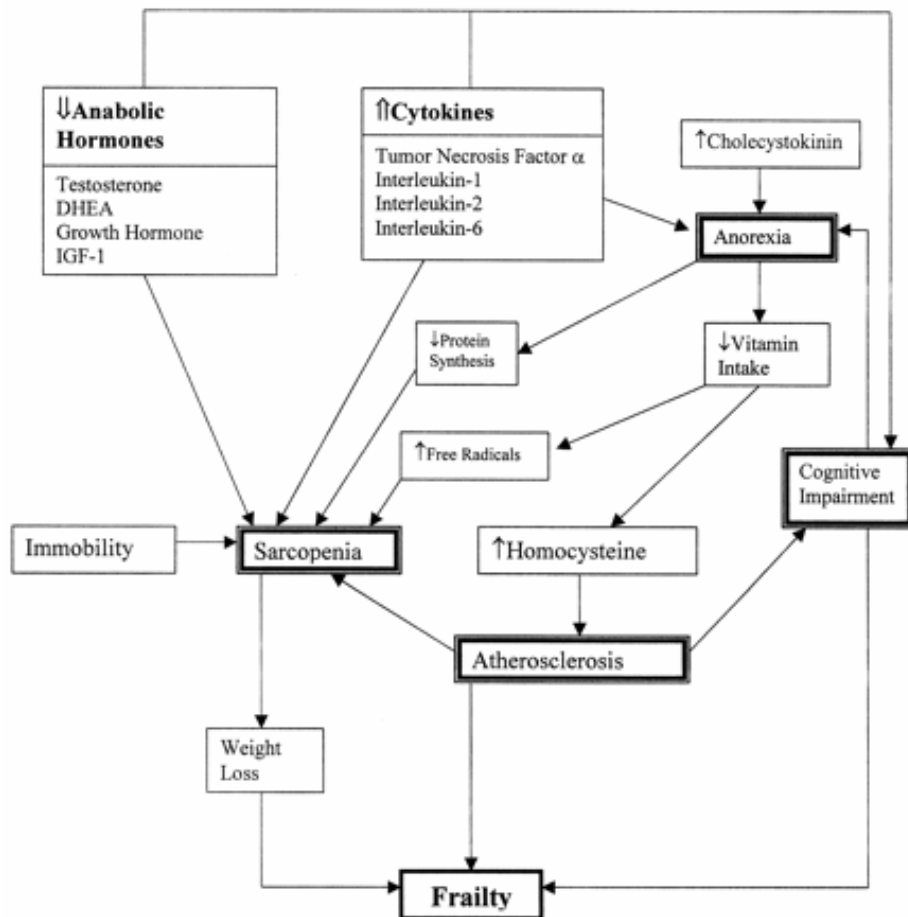 ⇓Anabolic
Hormones
Testosterone
DHEA
Growth Hormone
IGF-1
⇑Cytokines
Tumor Necrosis Factor α
Interleukin-1
Interleukin-2
Interleukin-6
↑Cholecystokinin
Anorexia
↓Protein
Synthesis
↓Vitamin
Intake
↑Free Radicals
Cognitive
Impairment
Immobility
Sarcopenia
↑Homocysteine
Atherosclerosis
Weight
Loss
Frailty